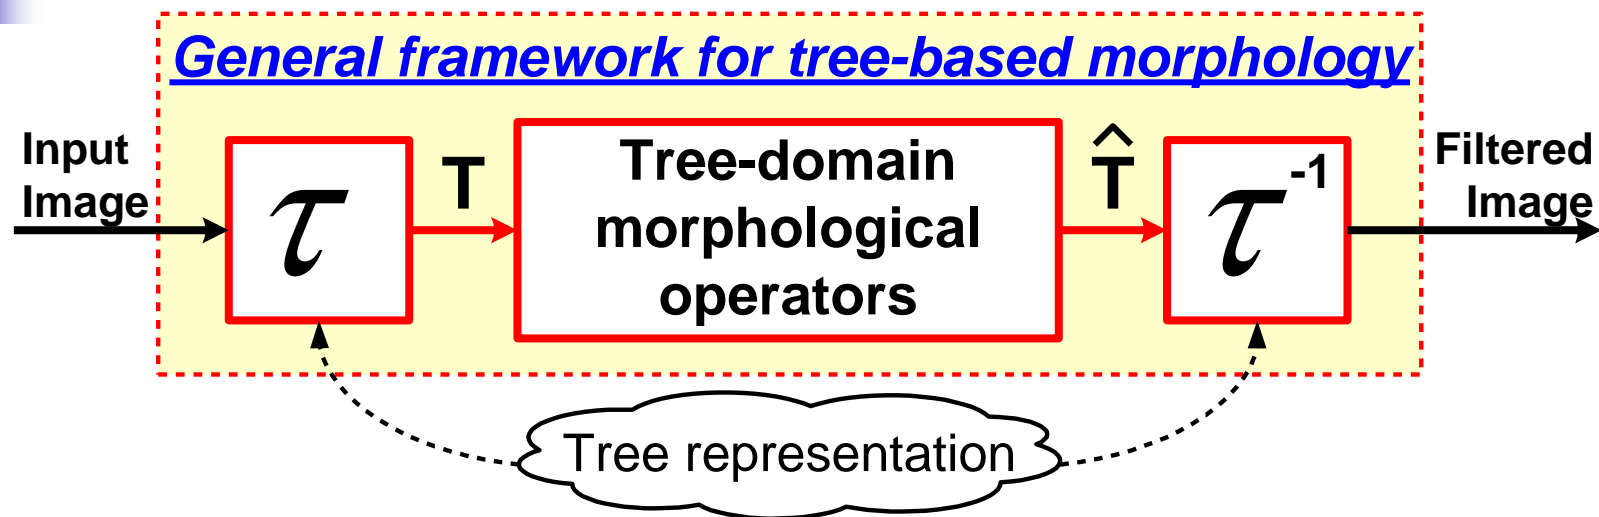 General framework for tree-based morphology
Input
Image
τ
T
Tree-domain
morphological
operators
T̂
τ⁻¹
Filtered
Image
Tree representation